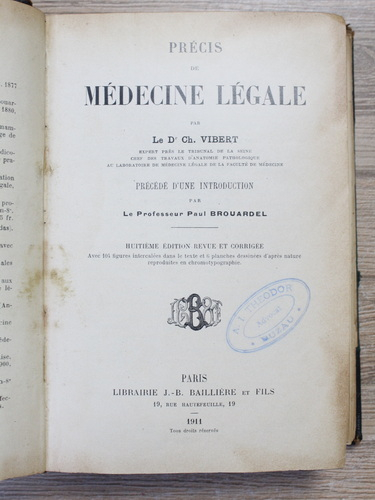 1877
1880.
PRÉCIS
DE
MÉDECINE LÉGALE
PAR
Le Dr Ch. VIBERT
EXPERT PRÈS LE TRIBUNAL DE LA SEINE
CHEF DES TRAVAUX D'ANATOMIE PATHOLOGIQUE
AU LABORATOIRE DE MÉDECINE LÉGALE DE LA FACULTÉ DE MÉDECINE
PRÉCÉDÉ D'UNE INTRODUCTION
PAR
Le Professeur Paul BROUARDEL
HUITIÈME ÉDITION REVUE ET CORRIGÉE
Avec 105 figures intercalées dans le texte et 6 planches dessinées d'après nature
reproduites en chromotypographie.
A.-J. THEODOR
PARIS
LIBRAIRIE J.-B. BAILLIÈRE ET FILS
19, RUE HAUTEFEUILLE, 19
1911
Tous droits réservés